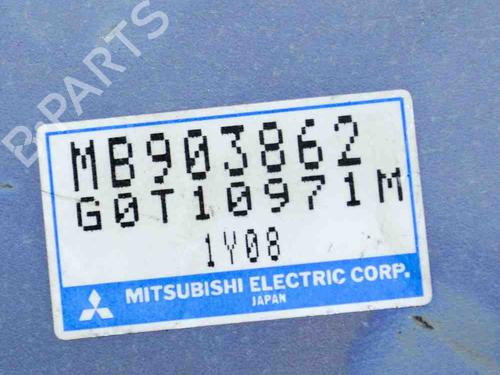 B-PARTS
MB903862
G0T10971M
1Y08
MITSUBISHI ELECTRIC CORP.
JAPAN